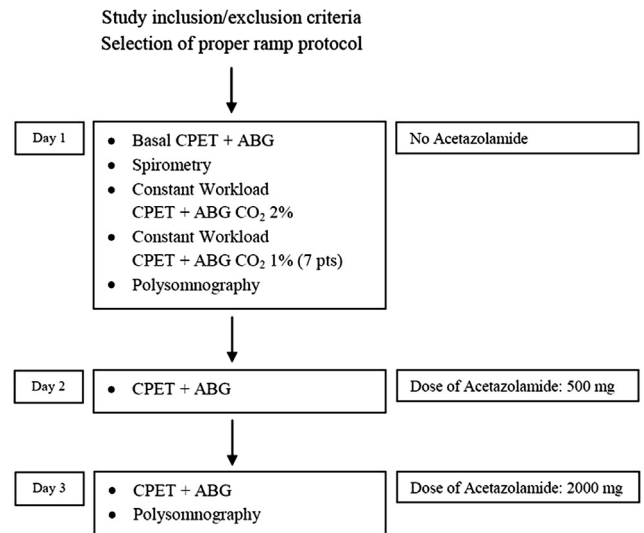 Study inclusion/exclusion criteria
Selection of proper ramp protocol
Day 1
• Basal CPET + ABG
• Spirometry
• Constant Workload
CPET + ABG CO₂ 2%
• Constant Workload
CPET + ABG CO₂ 1% (7 pts)
• Polysomnography
No Acetazolamide
Day 2
• CPET + ABG
Dose of Acetazolamide: 500 mg
Day 3
• CPET + ABG
• Polysomnography
Dose of Acetazolamide: 2000 mg